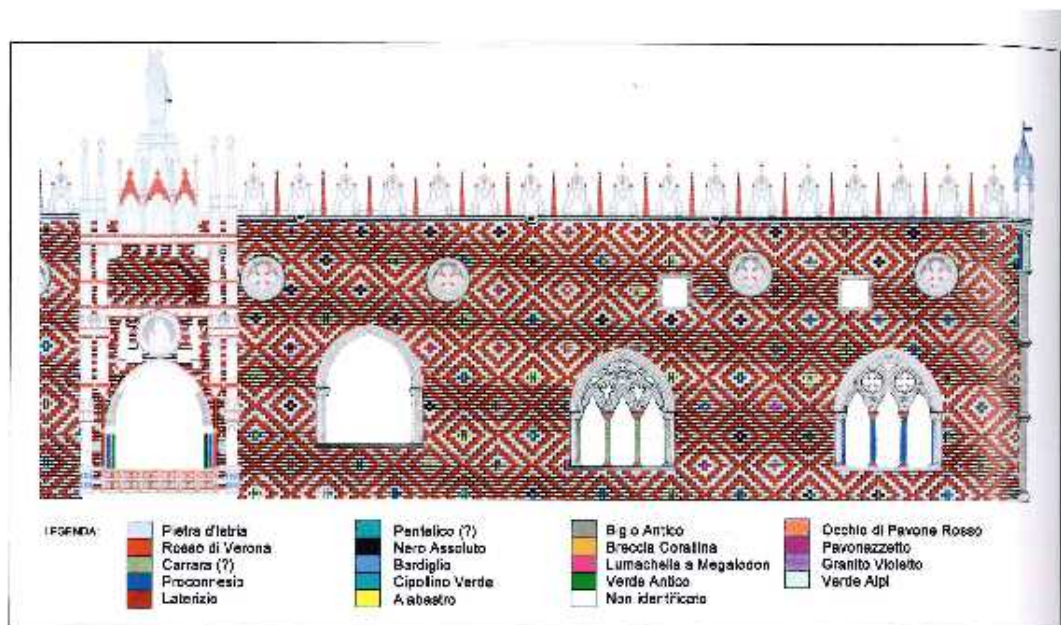 LEGENDA:
Pietra d'Istria
Rosso di Verona
Carrara (?)
Proconnesio
Laterizio
Pentelico (?)
Nero Assoluto
Bardiglio
Cipollino Verde
Alabastro
Bigio Antico
Breccia Corallina
Lumachella a Megalodon
Verde Antico
Non identificato
Occhio di Pavone Rosso
Pavonazzetto
Granito Violetto
Verde Alpi